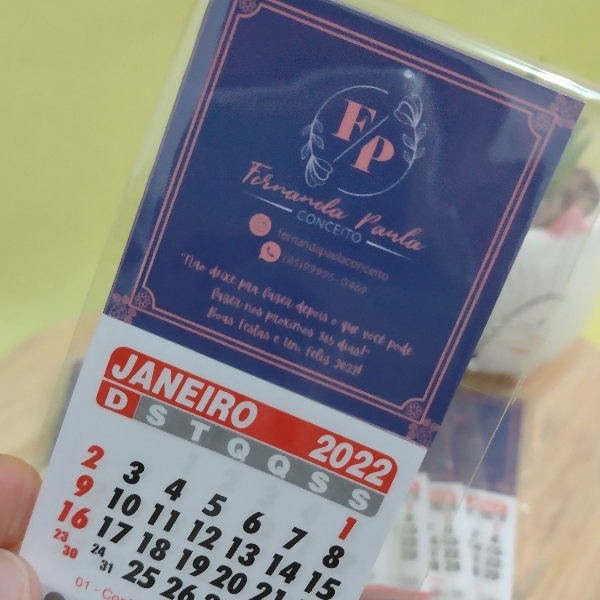 F/P
Fernanda Paula
CONCEITO
fernandapaulaconceito
"Não deixe pra fazer depois o que você pode
fazer nos próximos 365 dias!"
Boas festas e um feliz 2022!
JANEIRO 2022
D S T Q Q S S
1
2 3 4 5 6 7 8
9 10 11 12 13 14 15
16 17 18 19 20 21
23 30 24 31 25 26
01 -